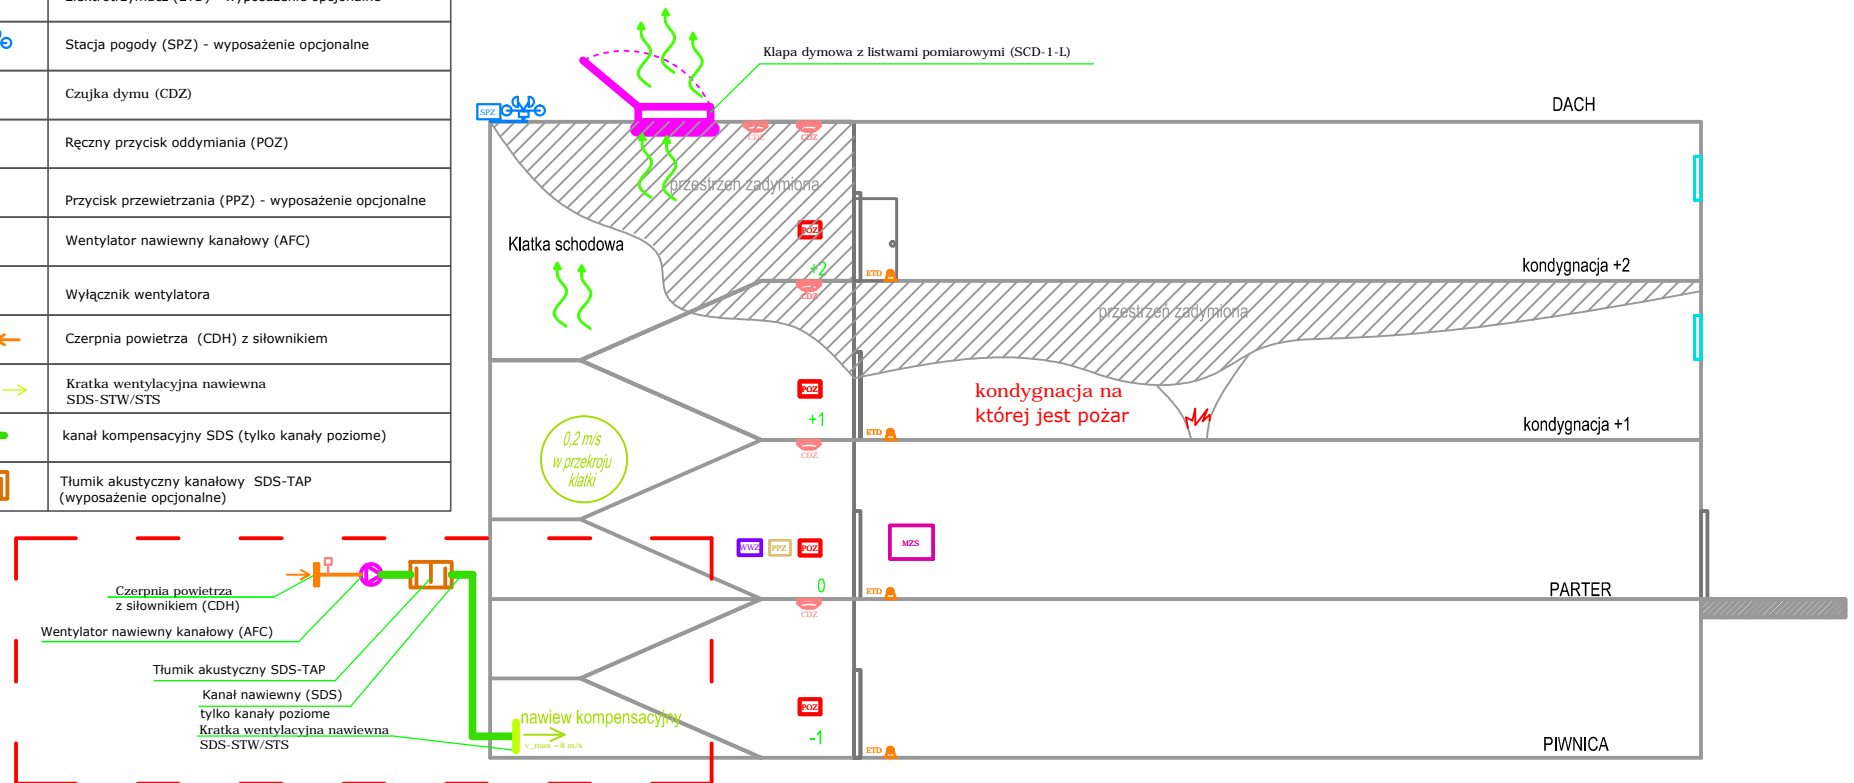 Stacja pogody (SPZ) - wyposażenie opcjonalne
Czujka dymu (CDZ)
Ręczny przycisk oddymiania (POZ)
Przycisk przewietrzania (PPZ) - wyposażenie opcjonalne
Wentylator nawiewny kanałowy (AFC)
Wyłącznik wentylatora
Czerpnia powietrza (CDH) z siłownikiem
Kratka wentylacyjna nawiewna
SDS-STW/STS
kanał kompensacyjny SDS (tylko kanały poziome)
Tłumik akustyczny kanałowy SDS-TAP
(wyposażenie opcjonalne)
Klapa dymowa z listwami pomiarowymi (SCD-1-L)
SPZ
CDZ
CDZ
DACH
przestrzeń zadymiona
POZ
Klatka schodowa
+2
ETD
kondygnacja +2
CDZ
przestrzeń zadymiona
POZ
kondygnacja na
której jest pożar
+1
ETD
kondygnacja +1
CDZ
0,2 m/s
w przekroju
klatki
WWZ
PPZ
POZ
MZS
0
ETD
PARTER
CDZ
Czerpnia powietrza
z siłownikiem (CDH)
Wentylator nawiewny kanałowy (AFC)
Tłumik akustyczny SDS-TAP
Kanał nawiewny (SDS)
tylko kanały poziome
Kratka wentylacyjna nawiewna
SDS-STW/STS
nawiew kompensacyjny
v_max = 8 m/s
POZ
-1
ETD
PIWNICA